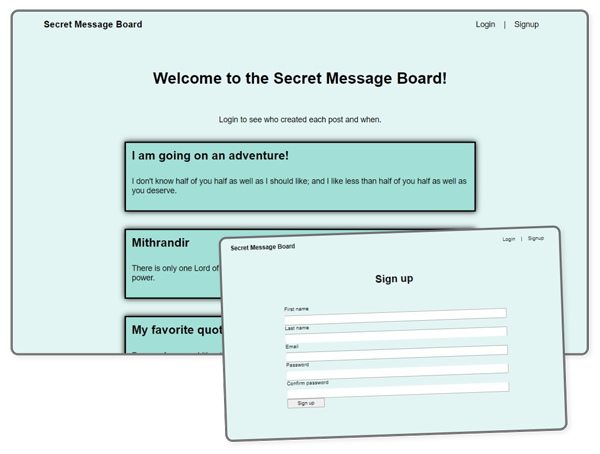 Secret Message Board
Login | Signup
Welcome to the Secret Message Board!
Login to see who created each post and when.
I am going on an adventure!
I don't know half of you half as well as I should like; and I like less than half of you half as well as
you deserve.
Mithrandir
There is only one Lord of
power.
My favorite quot
Secret Message Board
Login | Signup
Sign up
First name
Last name
Email
Password
Confirm password
Sign up